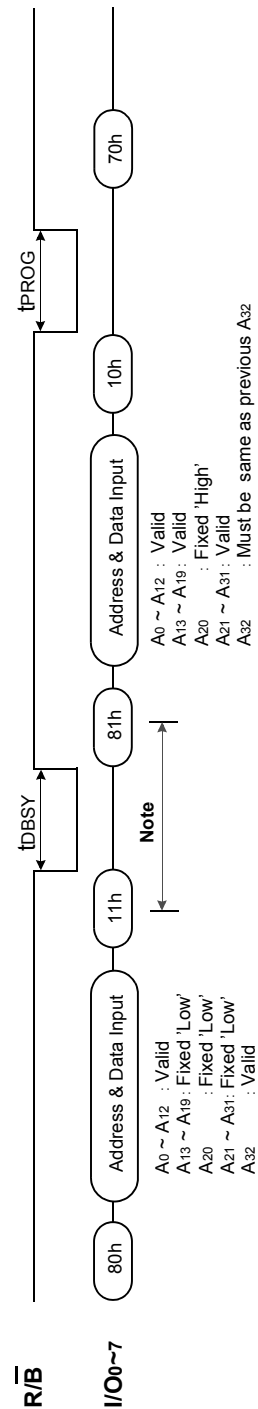 R/B
tDBSY
tPROG
I/O0~7
80h
Address & Data Input
11h
81h
Address & Data Input
10h
70h
Note
A0 ~ A12 : Valid
A13 ~ A19 : Fixed 'Low'
A20 : Fixed 'Low'
A21 ~ A31 : Fixed 'Low'
A32 : Valid
A0 ~ A12 : Valid
A13 ~ A19 : Valid
A20 : Fixed 'High'
A21 ~ A31 : Valid
A32 : Must be same as previous A32